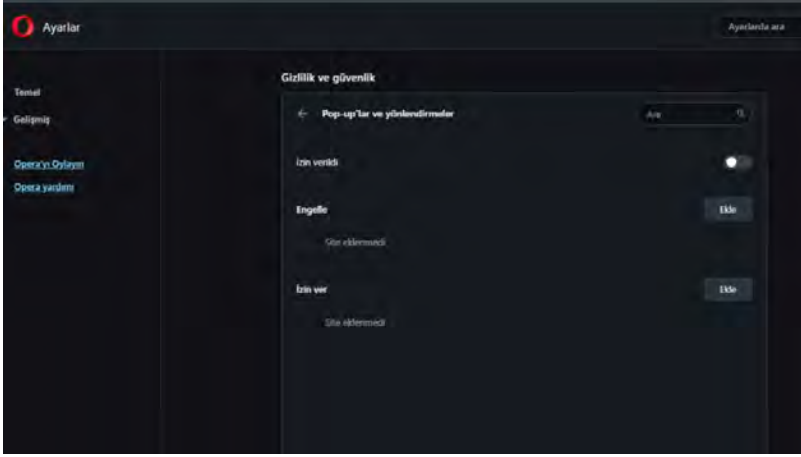 Ayarlar
Ayarlarda ara
Temel
Gelişmiş
Opera'yı Oylayın
Opera yardımı
Gizlilik ve güvenlik
Pop-up'lar ve yönlendirmeler
Ara
İzin verildi
Engelle
Ekle
Site eklenmedi
İzin ver
Ekle
Site eklenmedi